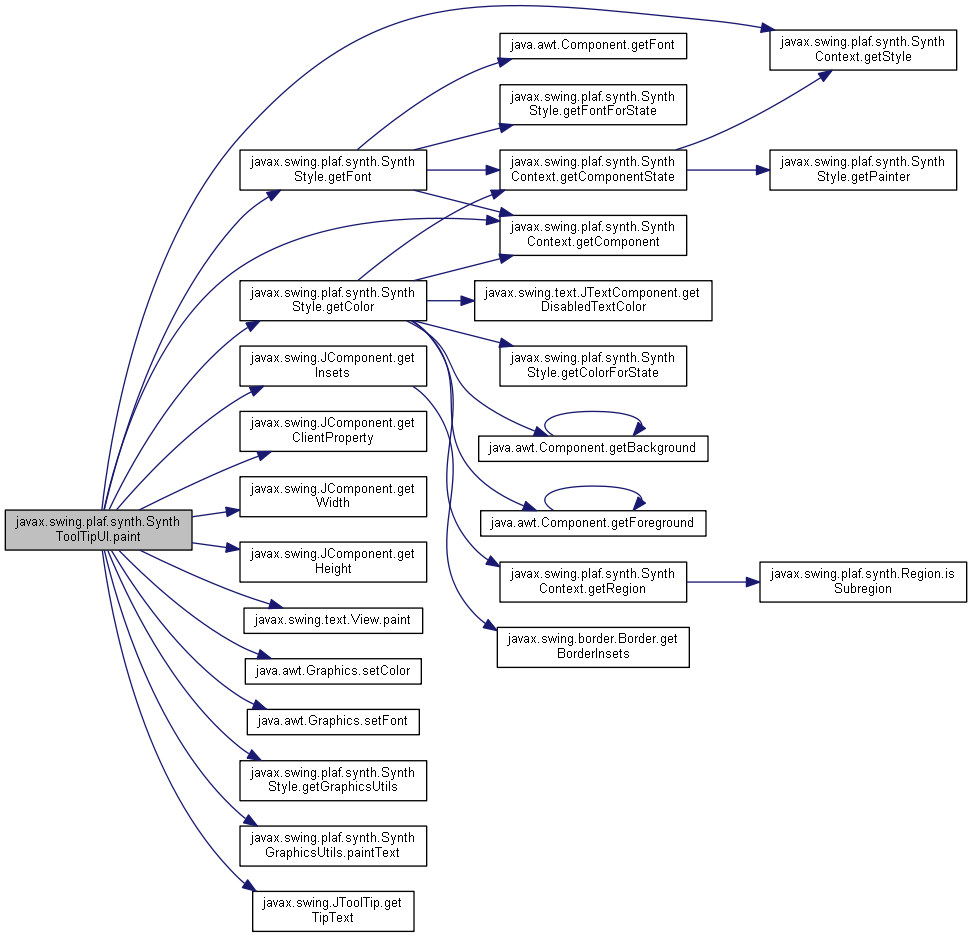 javax.swing.plaf.synth.Synth
ToolTipUI.paint
javax.swing.plaf.synth.Synth
Style.getFont
javax.swing.plaf.synth.Synth
Style.getColor
javax.swing.JComponent.get
Insets
javax.swing.JComponent.get
ClientProperty
javax.swing.JComponent.get
Width
javax.swing.JComponent.get
Height
javax.swing.text.View.paint
java.awt.Graphics.setColor
java.awt.Graphics.setFont
javax.swing.plaf.synth.Synth
Style.getGraphicsUtils
javax.swing.plaf.synth.Synth
GraphicsUtils.paintText
javax.swing.JToolTip.get
TipText
java.awt.Component.getFont
javax.swing.plaf.synth.Synth
Style.getFontForState
javax.swing.plaf.synth.Synth
Context.getComponentState
javax.swing.plaf.synth.Synth
Context.getComponent
javax.swing.text.JTextComponent.get
DisabledTextColor
javax.swing.plaf.synth.Synth
Style.getColorForState
java.awt.Component.getBackground
java.awt.Component.getForeground
javax.swing.plaf.synth.Synth
Context.getRegion
javax.swing.border.Border.get
BorderInsets
javax.swing.plaf.synth.Synth
Context.getStyle
javax.swing.plaf.synth.Synth
Style.getPainter
javax.swing.plaf.synth.Region.is
Subregion